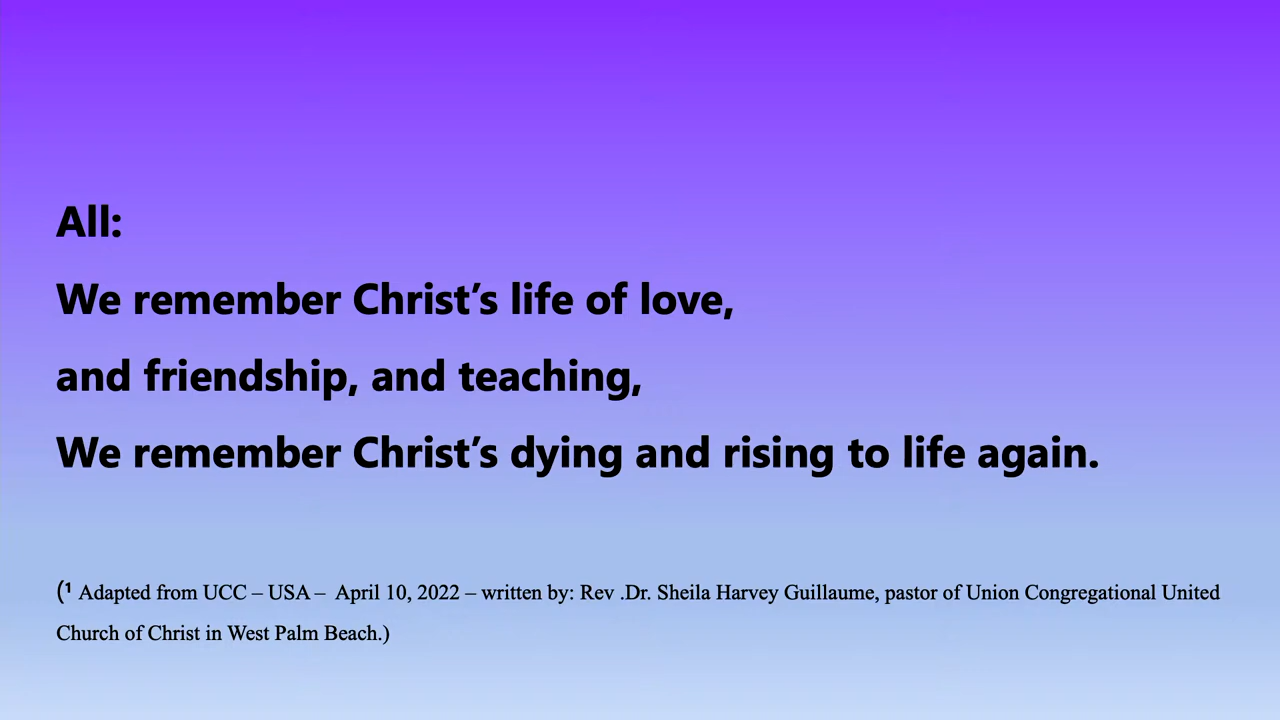 All:
We remember Christ’s life of love,
and friendship, and teaching,
We remember Christ’s dying and rising to life again.
(¹ Adapted from UCC – USA – April 10, 2022 – written by: Rev .Dr. Sheila Harvey Guillaume, pastor of Union Congregational United
Church of Christ in West Palm Beach.)